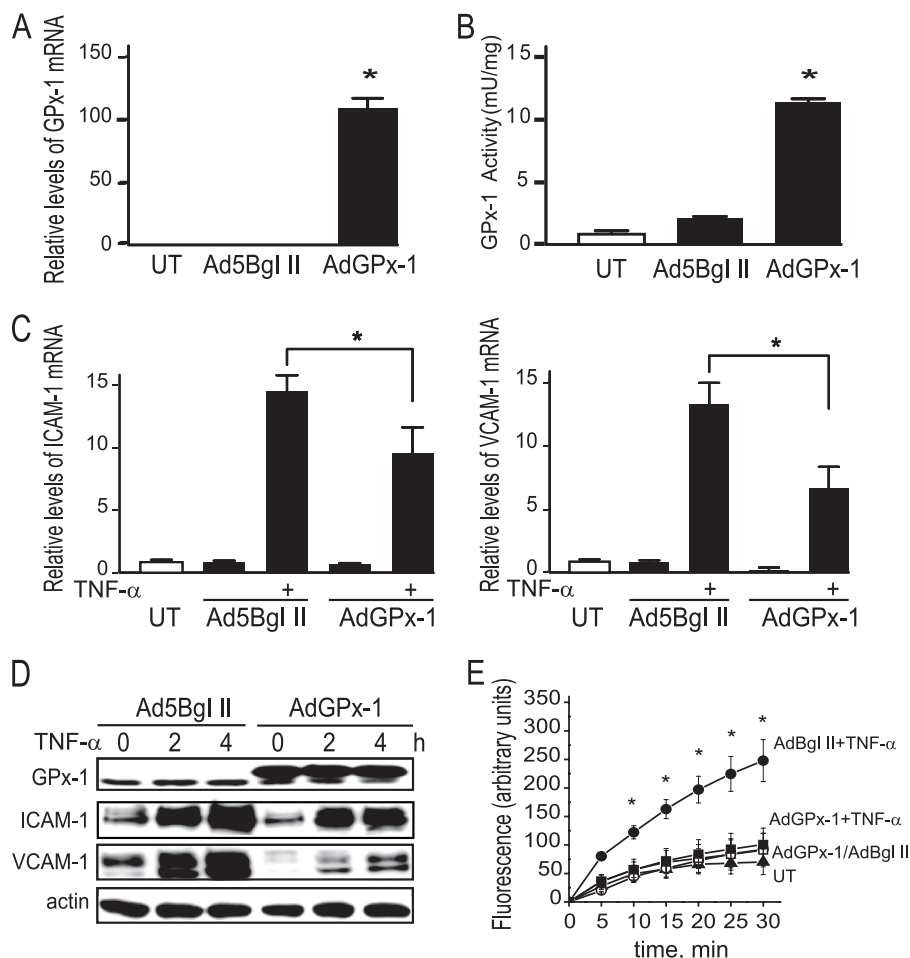 A
Relative levels of GPx-1 mRNA
150
100
50
0
*
UT Ad5Bgl II AdGPx-1
B
GPx-1 Activity (mU/mg)
15
10
5
0
*
UT Ad5Bgl II AdGPx-1
C
Relative levels of ICAM-1 mRNA
15
10
5
0
*
TNF-α + +
UT Ad5Bgl II AdGPx-1
Relative levels of VCAM-1 mRNA
15
10
5
0
*
TNF-α + +
UT Ad5Bgl II AdGPx-1
D
Ad5Bgl II AdGPx-1
TNF-α 0 2 4 0 2 4 h
GPx-1
ICAM-1
VCAM-1
actin
E
Fluorescence (arbitrary units)
350
300
250
200
150
100
50
0
* * * * *
AdBgl II+TNF-α
AdGPx-1+TNF-α
AdGPx-1/AdBgl II
UT
0 5 10 15 20 25 30
time, min